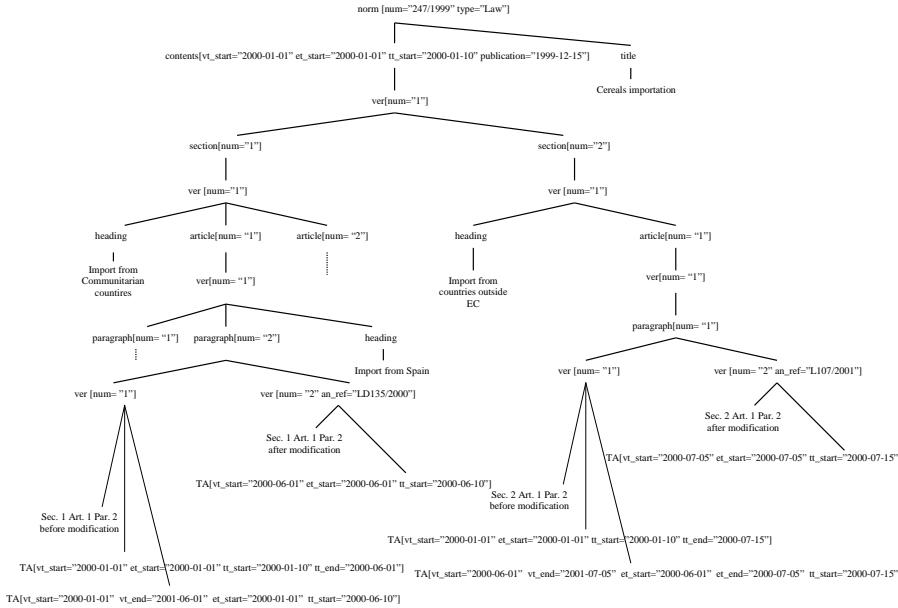 norm [num="247/1999" type="Law"]
contents[vt_start="2000-01-01" et_start="2000-01-01" tt_start="2000-01-10" publication="1999-12-15"]
title
Cereals importation
ver[num="1"]
section[num="1"]
section[num="2"]
ver [num="1"]
ver [num="1"]
heading
article[num= "1"]
article[num= "2"]
heading
article[num= "1"]
Import from
Communitarian
countires
ver[num= "1"]
Import from
countries outside
EC
ver[num= "1"]
paragraph[num= "1"]
paragraph[num= "2"]
heading
paragraph[num= "1"]
Import from Spain
ver [num= "1"]
ver [num= "2" an_ref="LD135/2000"]
ver [num= "1"]
ver [num= "2" an_ref="L107/2001"]
Sec. 1 Art. 1 Par. 2
after modification
Sec. 2 Art. 1 Par. 2
after modification
TA[vt_start="2000-07-05" et_start="2000-07-05" tt_start="2000-07-15"
TA[vt_start="2000-06-01" et_start="2000-06-01" tt_start="2000-06-10"]
Sec. 2 Art. 1 Par. 2
before modification
Sec. 1 Art. 1 Par. 2
before modification
TA[vt_start="2000-01-01" et_start="2000-01-01" tt_start="2000-01-10" tt_end="2000-07-15"]
TA[vt_start="2000-01-01" et_start="2000-01-01" tt_start="2000-01-10" tt_end="2000-06-01"]
TA[vt_start="2000-06-01" vt_end="2001-07-05" et_start="2000-06-01" et_end="2000-07-05" tt_start="2000-07-15"
TA[vt_start="2000-01-01" vt_end="2001-06-01" et_start="2000-01-01" tt_start="2000-06-10"]